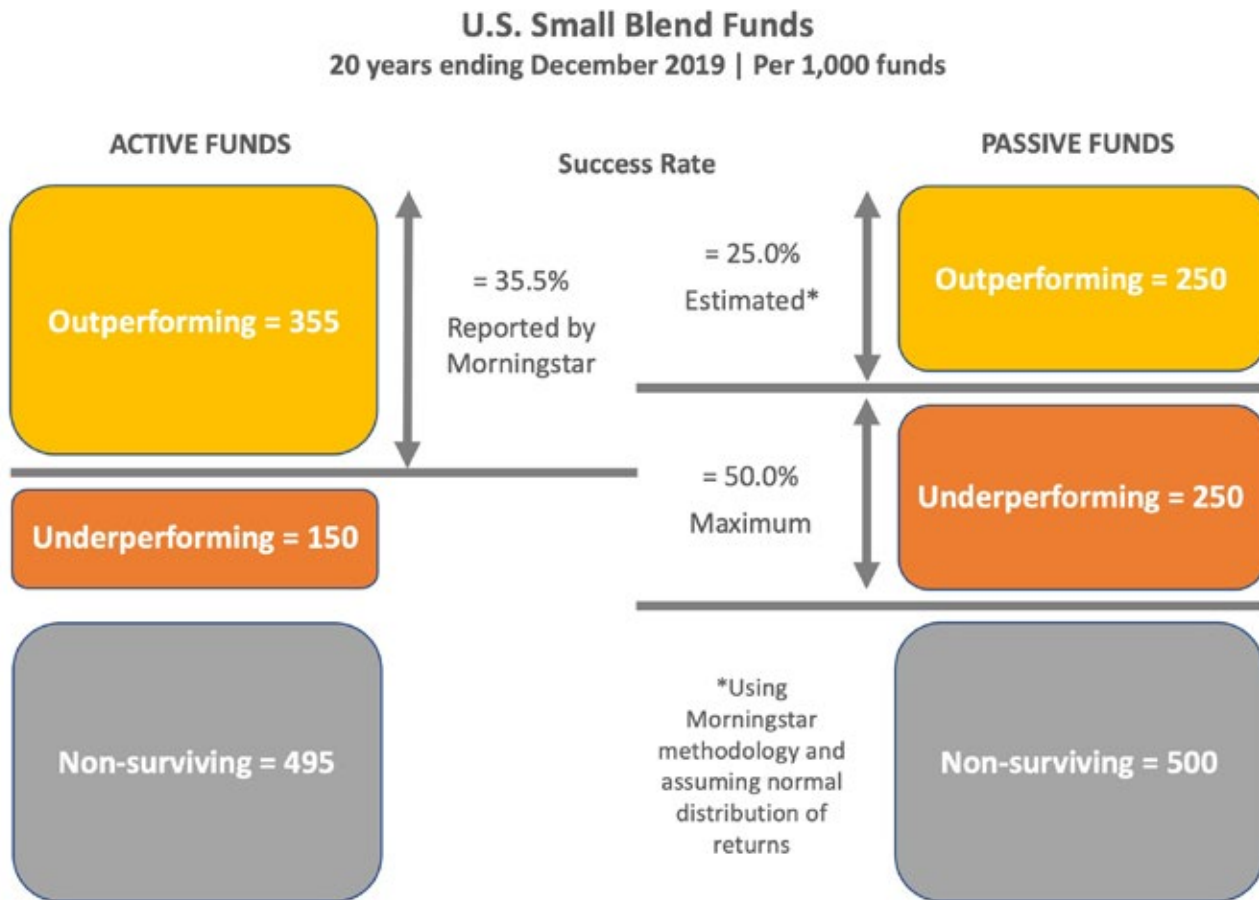 U.S. Small Blend Funds
20 years ending December 2019 | Per 1,000 funds
ACTIVE FUNDS
Success Rate
PASSIVE FUNDS
Outperforming = 355
= 35.5%
Reported by
Morningstar
= 25.0%
Estimated*
Outperforming = 250
Underperforming = 150
= 50.0%
Maximum
Underperforming = 250
Non-surviving = 495
*Using
Morningstar
methodology and
assuming normal
distribution of
returns
Non-surviving = 500